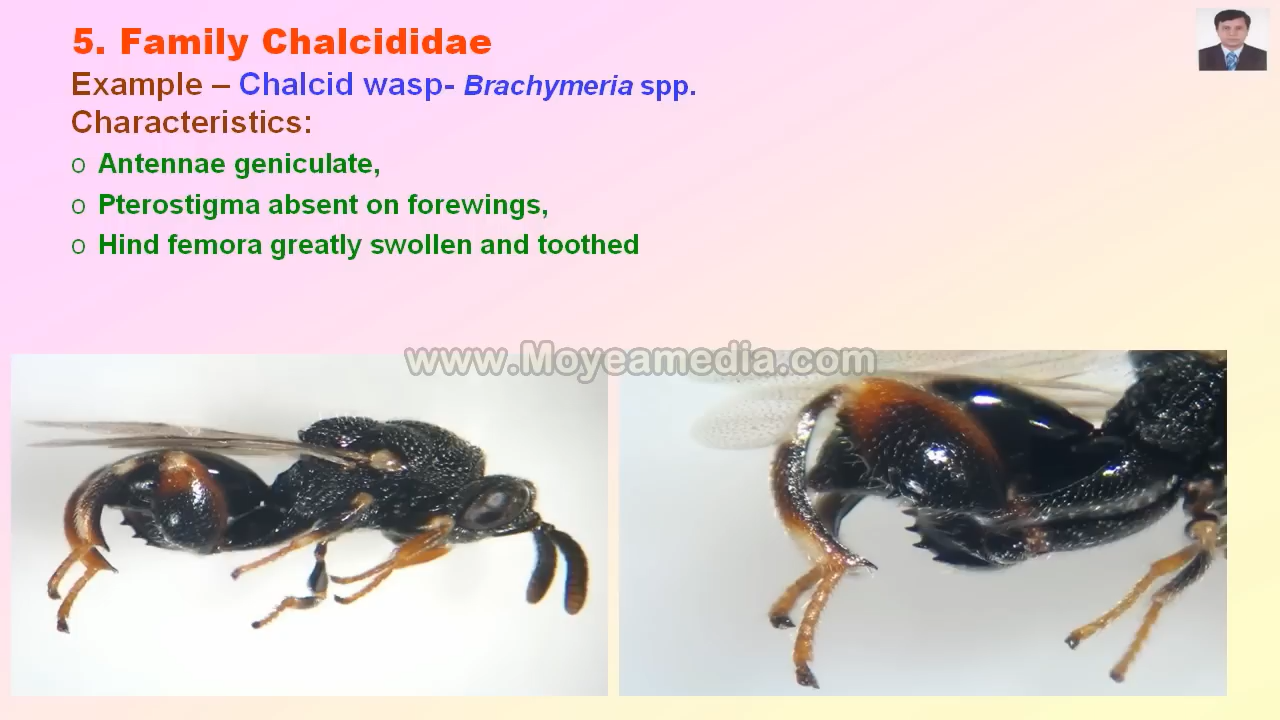 5. Family Chalcididae
Example – Chalcid wasp- Brachymeria spp.
Characteristics:
o Antennae geniculate,
o Pterostigma absent on forewings,
o Hind femora greatly swollen and toothed
www.Moyeamedia.com